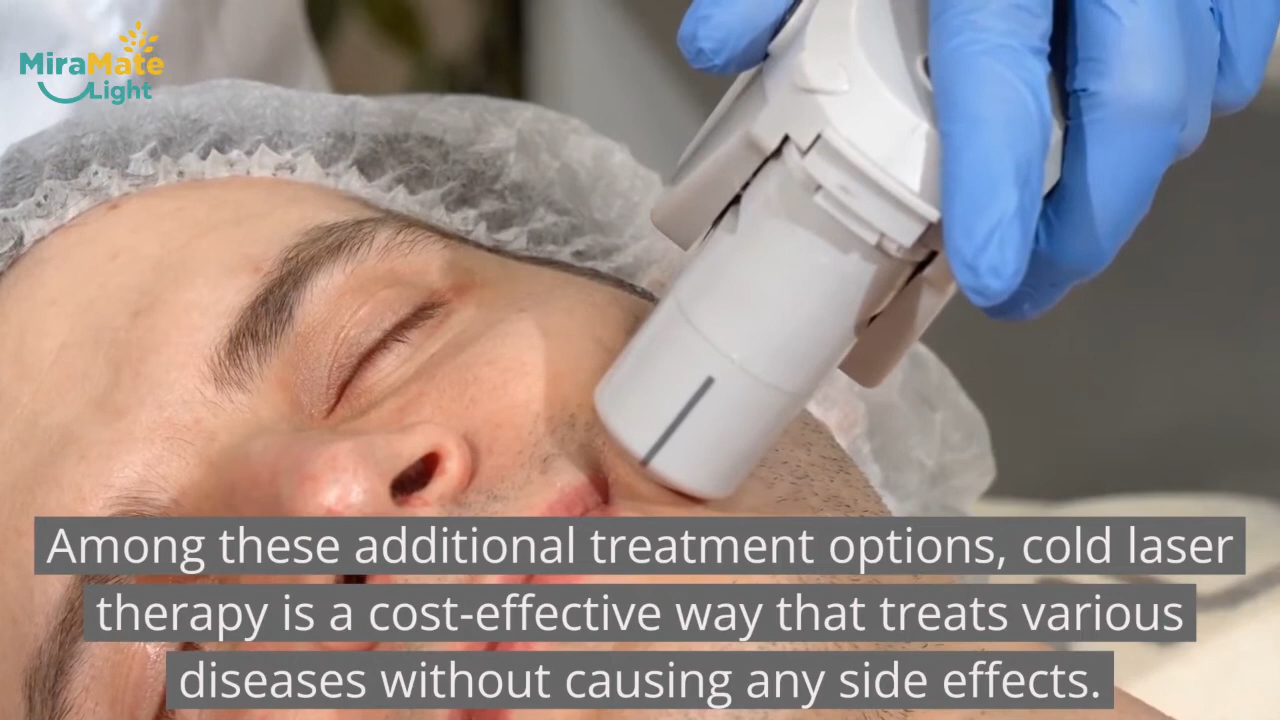 MiraMate
Light
Among these additional treatment options, cold laser
therapy is a cost-effective way that treats various
diseases without causing any side effects.